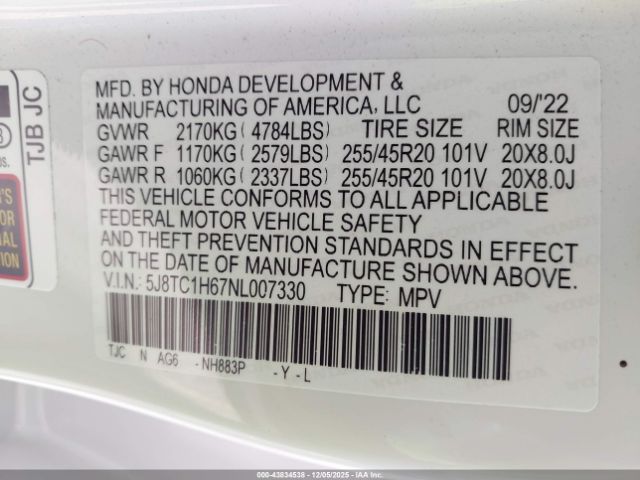 MFD. BY HONDA DEVELOPMENT &
MANUFACTURING OF AMERICA, LLC 09/'22
GVWR 2170KG ( 4784LBS) TIRE SIZE RIM SIZE
GAWR F 1170KG ( 2579LBS) 255/45R20 101V 20X8.0J
GAWR R 1060KG ( 2337LBS) 255/45R20 101V 20X8.0J
THIS VEHICLE CONFORMS TO ALL APPLICABLE
FEDERAL MOTOR VEHICLE SAFETY
AND THEFT PREVENTION STANDARDS IN EFFECT
ON THE DATE OF MANUFACTURE SHOWN ABOVE.
V.I.N.: 5J8TC1H67NL007330 TYPE: MPV
TJC N AG6 - NH883P - Y - L
TJB JC
000-43834538 - 12/05/2025 - IAAI.COM